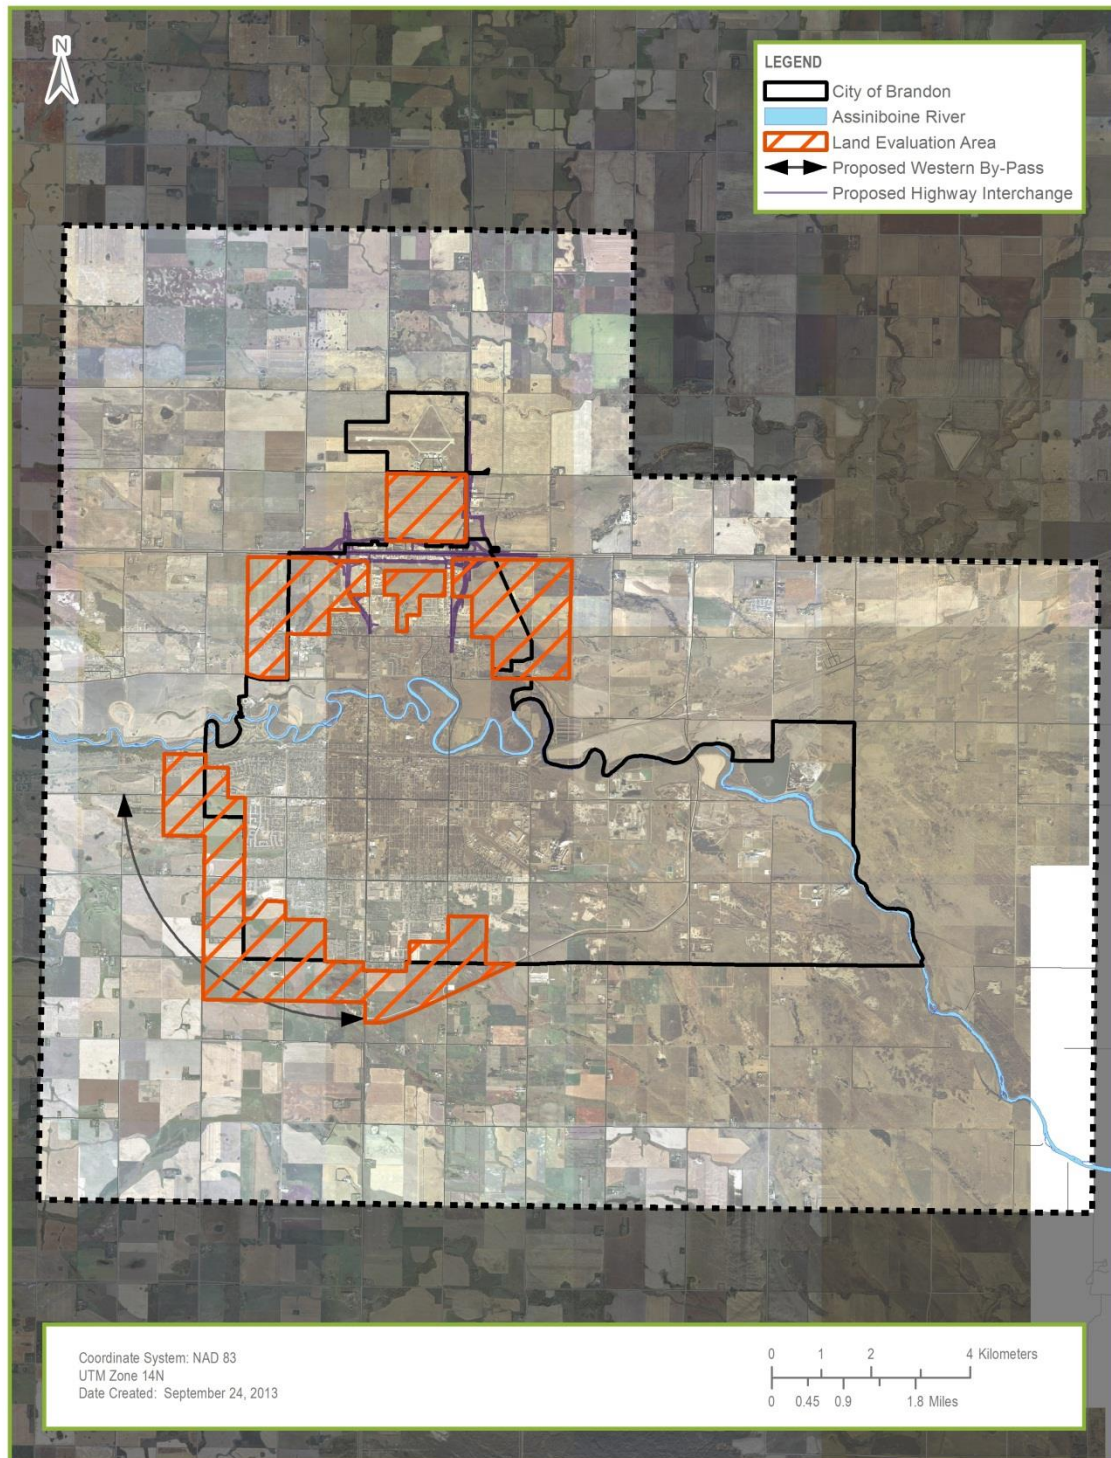 N
LEGEND
City of Brandon
Assiniboine River
Land Evaluation Area
Proposed Western By-Pass
Proposed Highway Interchange
Coordinate System: NAD 83
UTM Zone 14N
Date Created: September 24, 2013
0 1 2 4 Kilometers
0 0.45 0.9 1.8 Miles